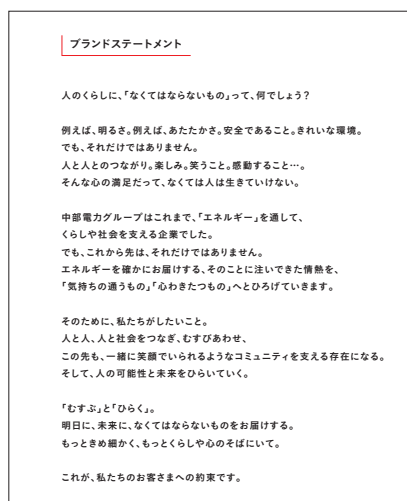 ブランドステートメント
人のくらしに、「なくてはならないもの」って、何でしょう？
例えば、明るさ。例えば、あたたかさ。安全であること。きれいな環境。
でも、それだけではありません。
人と人とのつながり。楽しみ。笑うこと。感動すること…。
そんな心の満足だって、なくては人は生きていけない。
中部電力グループはこれまで、「エネルギー」を通して、
くらしや社会を支える企業でした。
でも、これから先は、それだけではありません。
エネルギーを確かにお届けする、そのことに注いできた情熱を、
「気持ちの通うもの」「心わきたつもの」へとひろげていきます。
そのために、私たちがしたいこと。
人と人、人と社会をつなぎ、むすびあわせ、
この先も、一緒に笑顔でいられるようなコミュニティを支える存在になる。
そして、人の可能性と未来をひらいていく。
「むすぶ」と「ひらく」。
明日に、未来に、なくてはならないものをお届けする。
もっときめ細かく、もっとくらしや心のそばにいて。
これが、私たちのお客さまへの約束です。